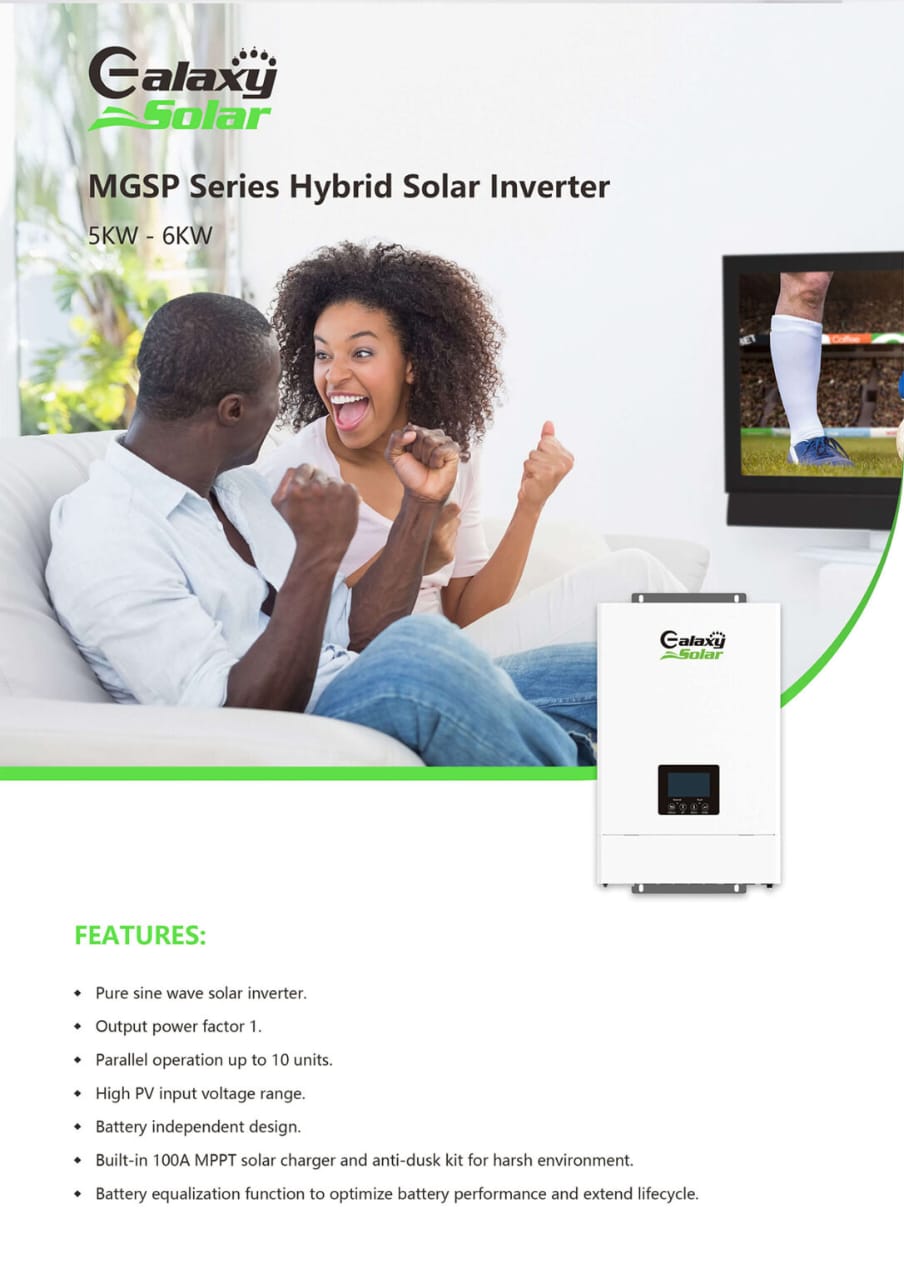 Galaxy
Solar
MGSP Series Hybrid Solar Inverter
5KW - 6KW
Coffee
Galaxy
Solar
FEATURES:
Pure sine wave solar inverter.
Output power factor 1.
Parallel operation up to 10 units.
High PV input voltage range.
Battery independent design.
Built-in 100A MPPT solar charger and anti-dusk kit for harsh environment.
Battery equalization function to optimize battery performance and extend lifecycle.